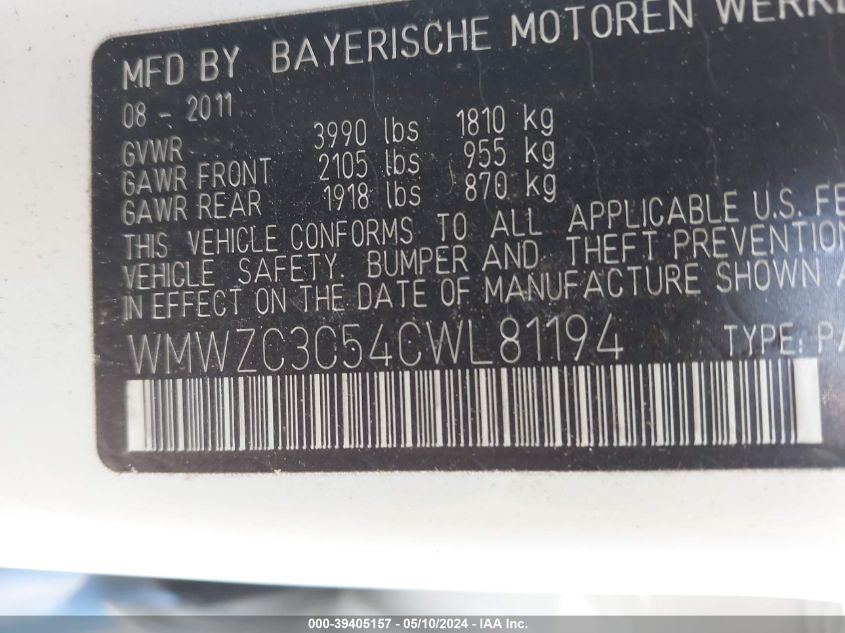 MFD BY BAYERISCHE MOTOREN
08 - 2011
GVWR 3990 lbs 1810 kg
GAWR FRONT 2105 lbs 955 kg
GAWR REAR 1918 lbs 870 kg
THIS VEHICLE CONFORMS TO ALL APPLICABLE U.S.
VEHICLE SAFETY. BUMPER AND THEFT PREVENTION
IN EFFECT ON THE DATE OF MANUFACTURE SHOWN
WMWZC3C54CWL81194 TYPE:
000-39405157 - 05/10/2024 - IAA Inc.